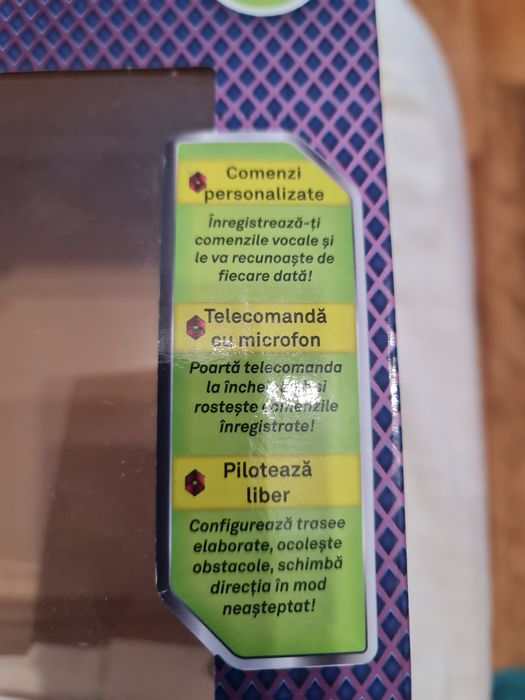 Comenzi
personalizate
Înregistrează-ți
comenzile vocale și
le va recunoaște de
fiecare dată!
Telecomandă
cu microfon
Poartă telecomanda
la
rostește comenzile
înregistrate!
Pilotează
liber
Configurează trasee
elaborate, ocolește
obstacole, schimbă
direcția în mod
neașteptat!